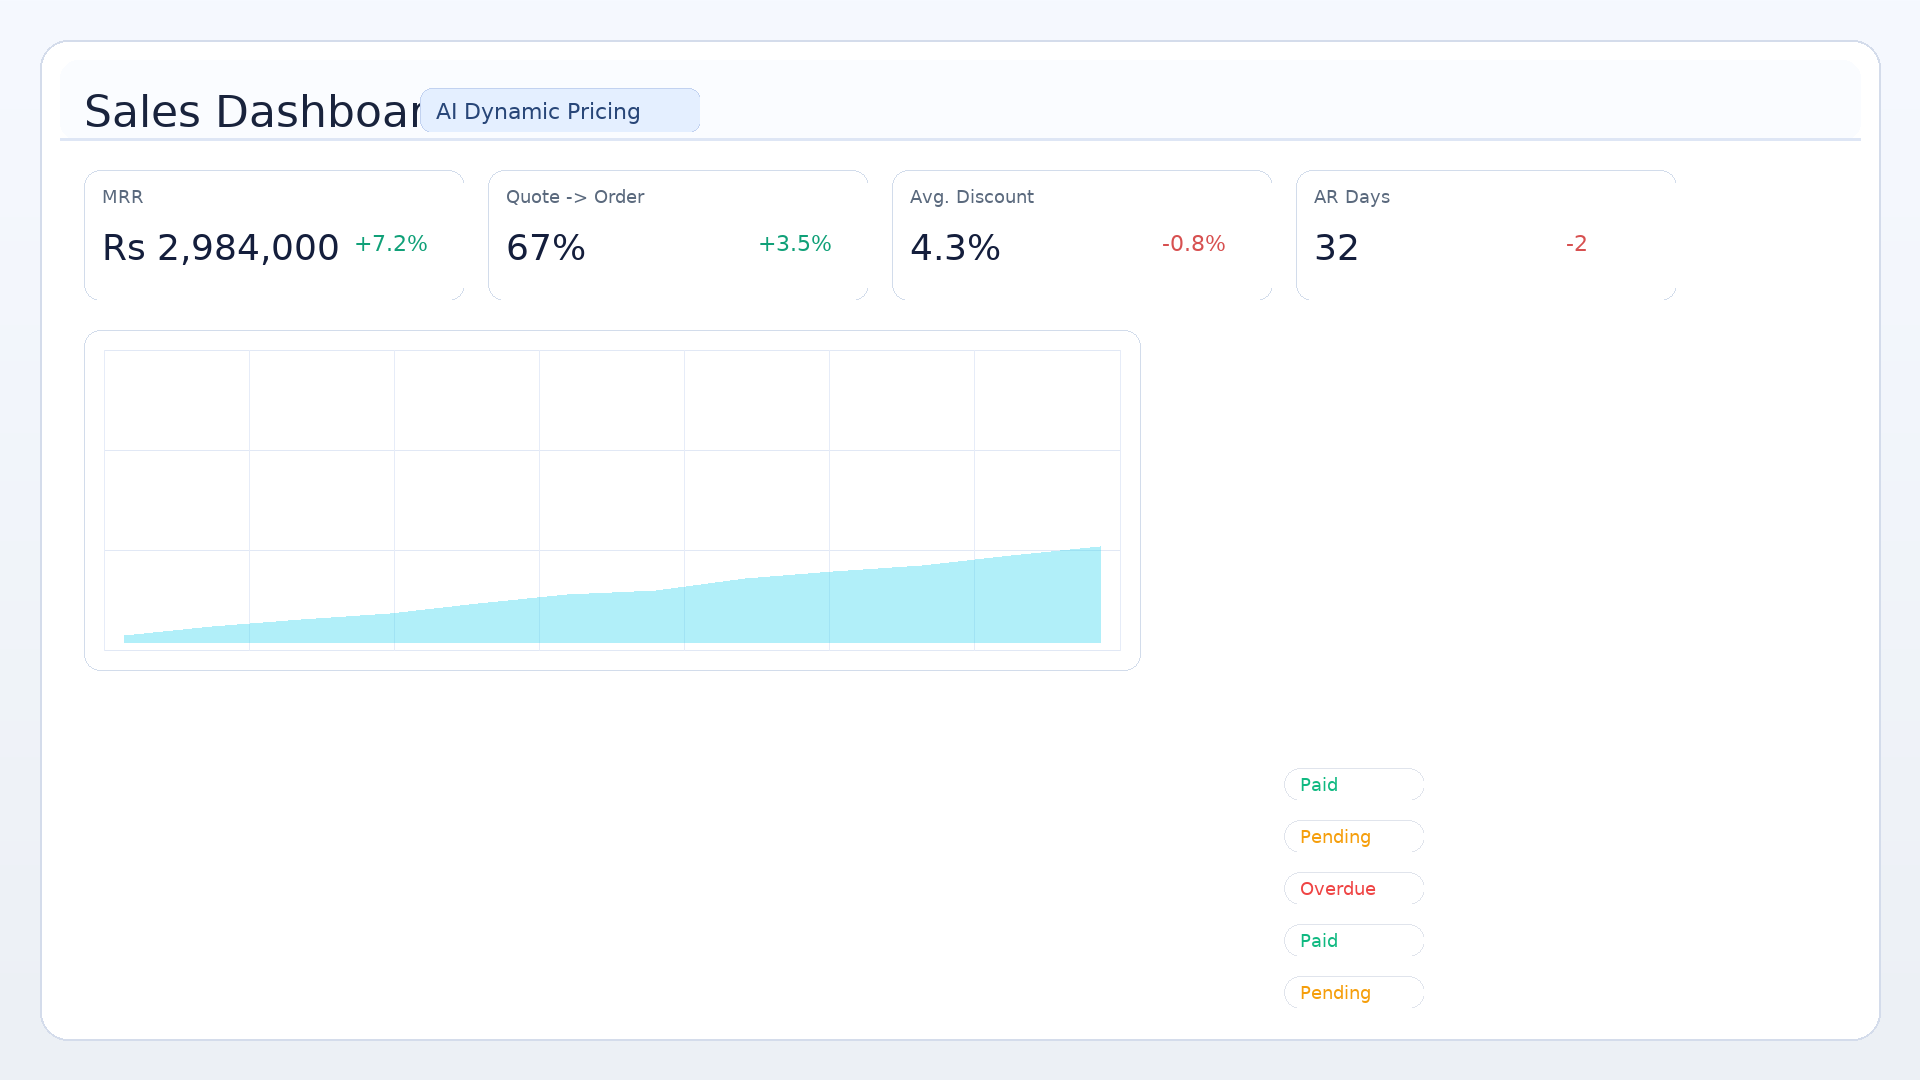 Sales Dashboar
AI Dynamic Pricing
MRR
Rs 2,984,000 +7.2%
Quote -> Order
67% +3.5%
Avg. Discount
4.3% -0.8%
AR Days
32 -2
Paid
Pending
Overdue
Paid
Pending